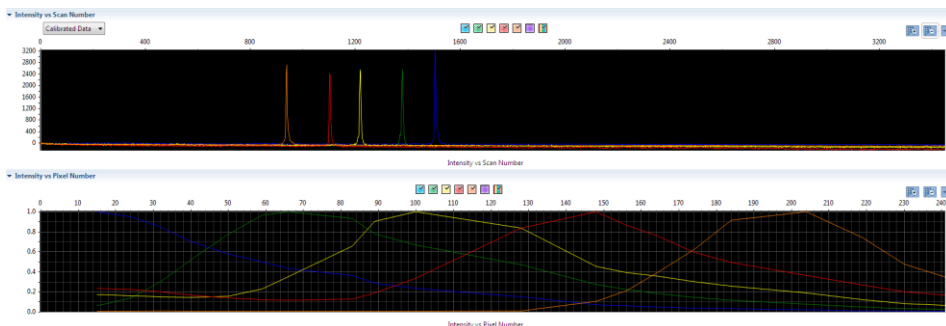 Intensity vs Scan Number
Calibrated Data
0 400 800 1200 1600 2000 2400 2800 3200
3200
2800
2400
2000
1600
1200
800
400
0
Intensity vs Scan Number
Intensity vs Pixel Number
0 10 20 30 40 50 60 70 80 90 100 110 120 130 140 150 160 170 180 190 200 210 220 230 240
1.0
0.8
0.6
0.4
0.2
0.0
Intensity vs Pixel Number